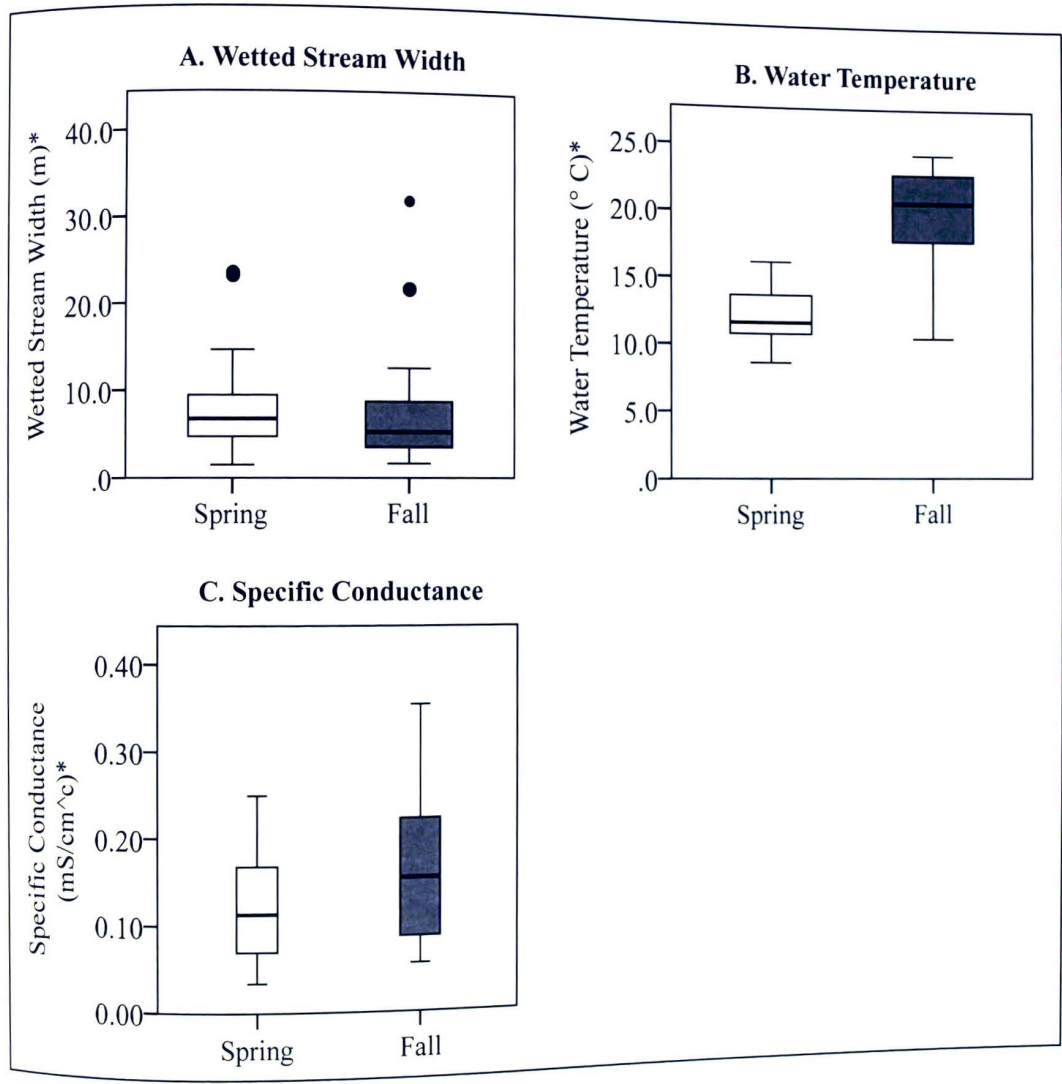 A. Wetted Stream Width
Wetted Stream Width (m)*
40.0
30.0
20.0
10.0
.0
Spring
Fall
B. Water Temperature
Water Temperature (° C)*
25.0
20.0
15.0
10.0
5.0
.0
Spring
Fall
C. Specific Conductance
Specific Conductance
(mS/cm^c)*
0.40
0.30
0.20
0.10
0.00
Spring
Fall